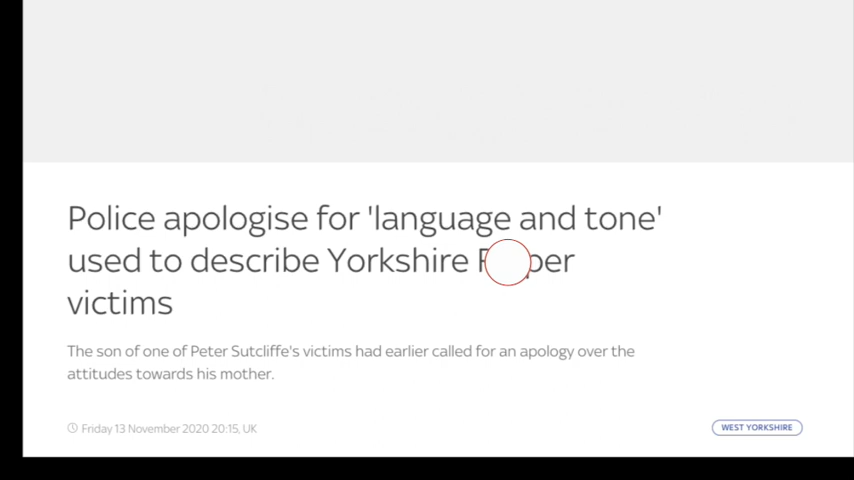 Police apologise for 'language and tone'
used to describe Yorkshire
victims
The son of one of Peter Sutcliffe's victims had earlier called for an apology over the
attitudes towards his mother.
Friday 13 November 2020 20:15, UK
WEST YORKSHIRE